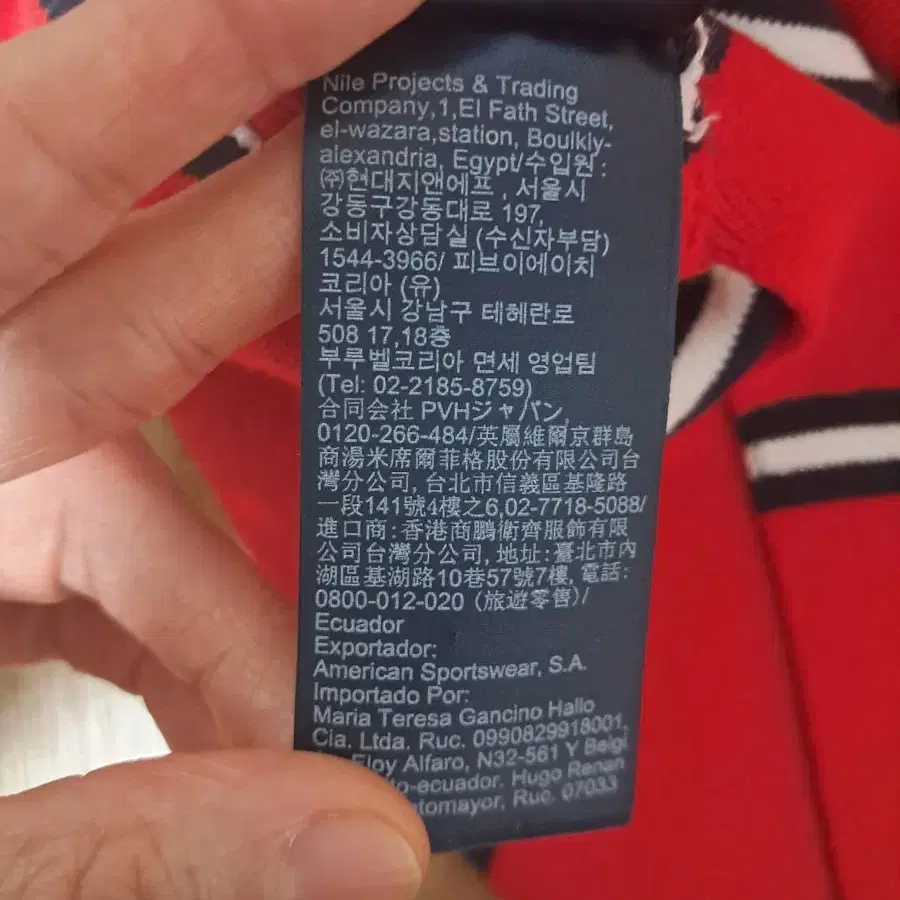 Nile Projects & Trading
Company,1,El Fath Street,
el-wazara,station, Boulkly-
alexandria, Egypt/수입원 :
㈜현대지앤에프 , 서울시
강동구강동대로 197,
소비자상담실 (수신자부담)
1544-3966/ 피브이에이치
코리아 (유)
서울시 강남구 테헤란로
508 17,18층
부루벨코리아 면세 영업팀
(Tel: 02-2185-8759)
合同会社 PVHジャパン,
0120-266-484/英屬維爾京群島
商湯米席爾菲格股份有限公司台
灣分公司, 台北市信義區基隆路
一段141號4樓之6,02-7718-5088/
進口商:香港商鵬衛齊服飾有限
公司台灣分公司, 地址:臺北市內
湖區基湖路10巷57號7樓, 電話:
0800-012-020 (旅遊零售)/
Ecuador
Exportador:
American Sportswear, S.A.
Importado Por:
Maria Teresa Gancino Hallo
Cia. Ltda. Ruc. 0990829918001,
Eloy Alfaro, N32-561 Y Belgi
-ecuador. Hugo Renan
Ruc. 07033